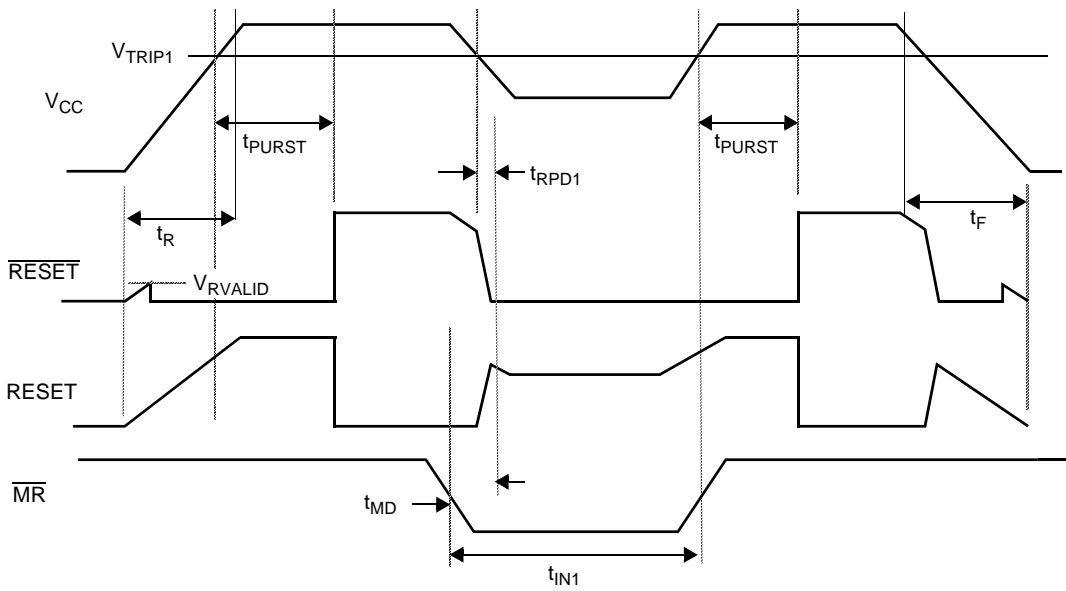 VTRIP1
VCC
tPURST
tPURST
tRPD1
tR
tF
RESET
VRVALID
RESET
MR
tMD
tIN1